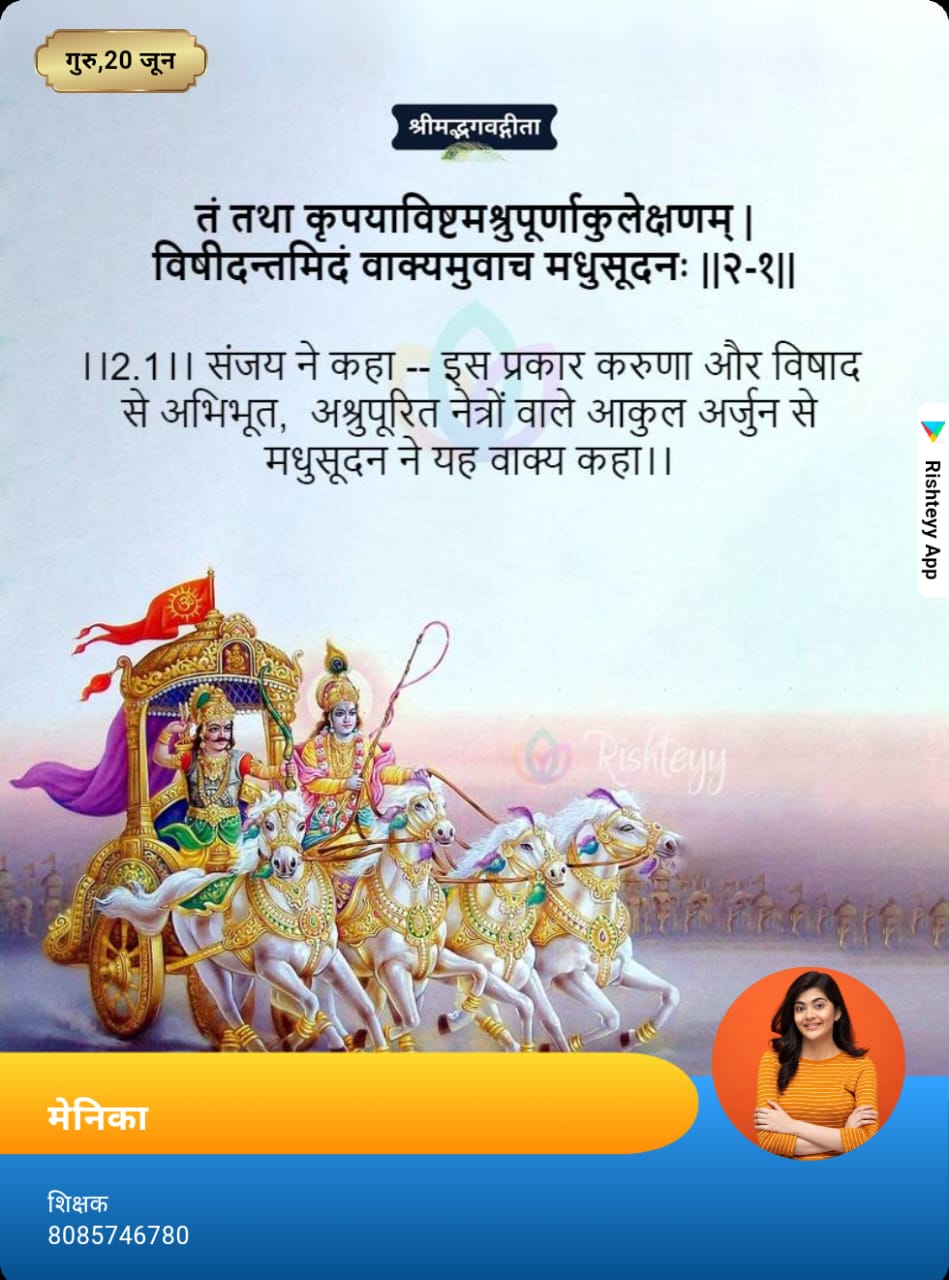 गुरु,20 जून
श्रीमद्भगवद्गीता
तं तथा कृपयाविष्टमश्रुपूर्णाकुलेक्षणम् |
विषीदन्तमिदं वाक्यमुवाच मधुसूदनः ||२-१||
।।2.1।। संजय ने कहा -- इस प्रकार करुणा और विषाद
से अभिभूत,  अश्रुपूरित नेत्रों वाले आकुल अर्जुन से
मधुसूदन ने यह वाक्य कहा।।
Rishteyy App
Rishteyy
मेनिका
शिक्षक
8085746780